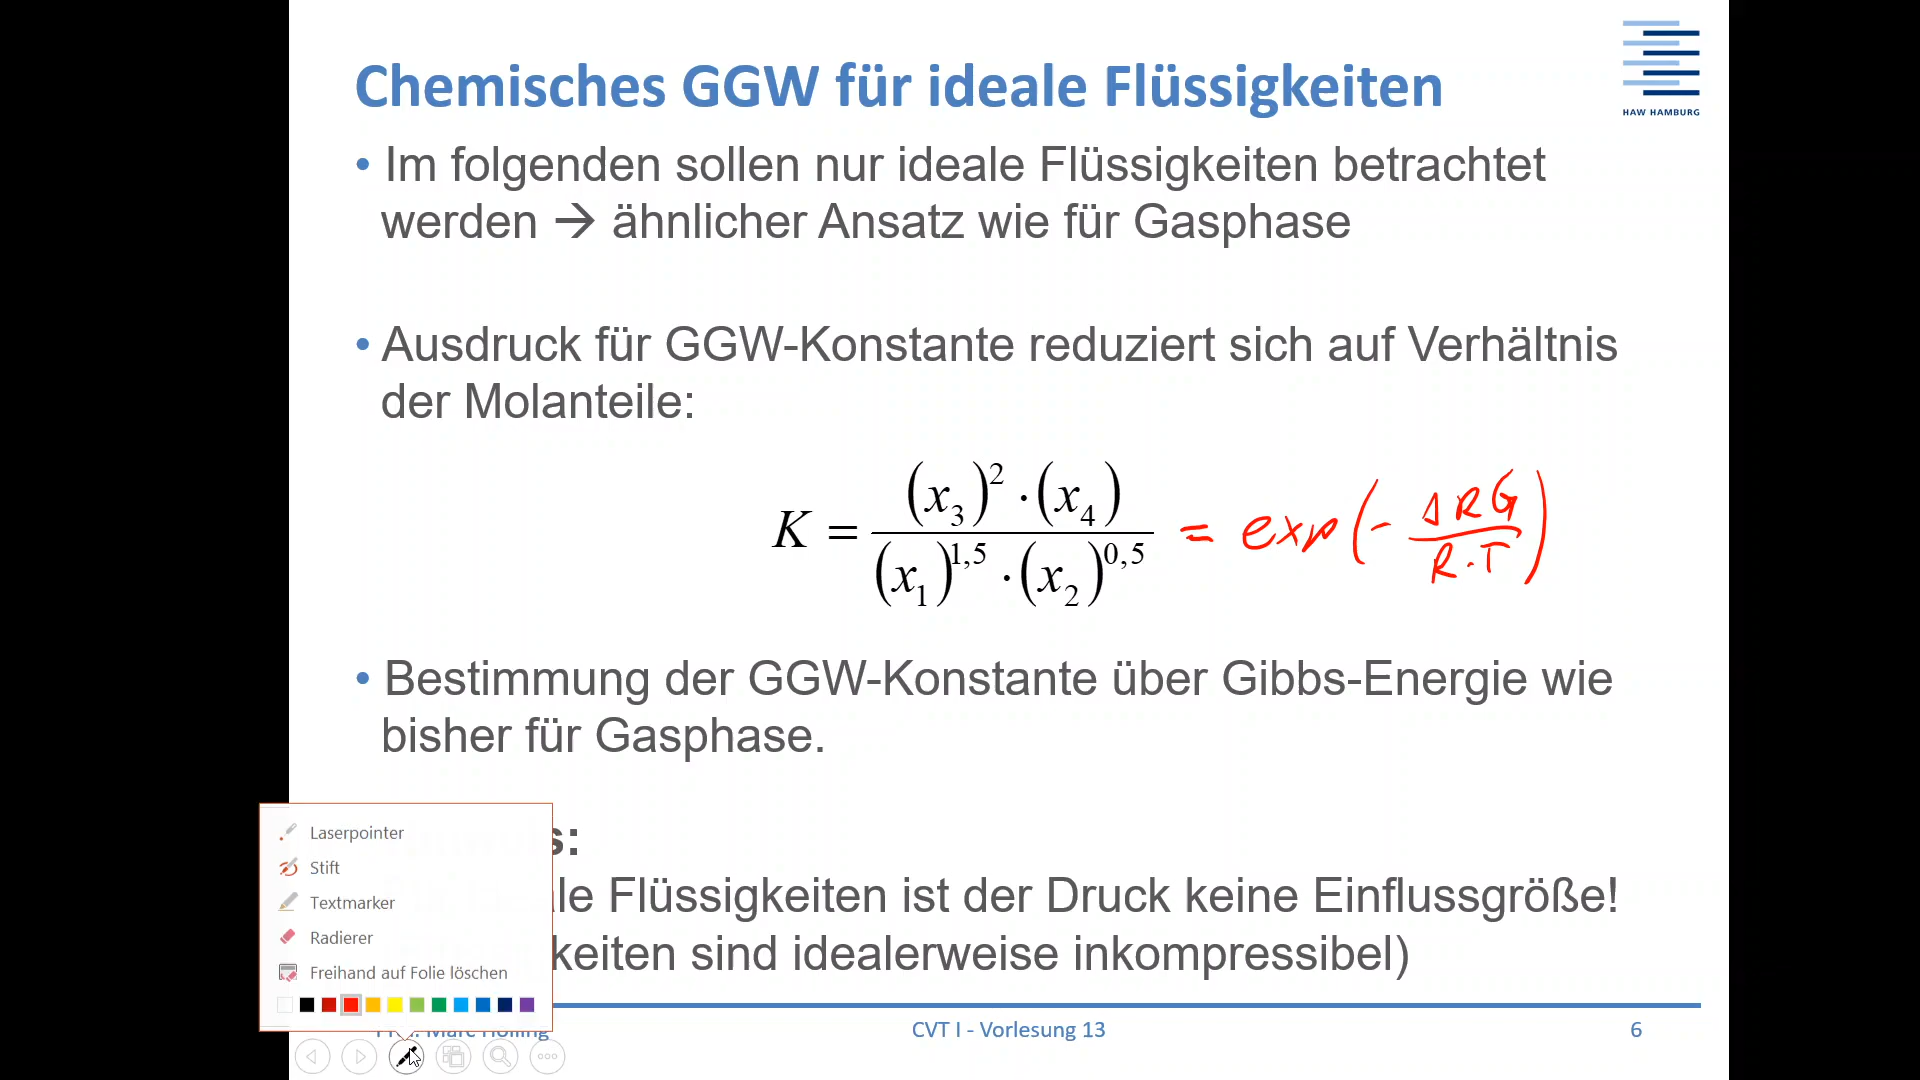 Chemisches GGW für ideale Flüssigkeiten
HAW HAMBURG
• Im folgenden sollen nur ideale Flüssigkeiten betrachtet
werden → ähnlicher Ansatz wie für Gasphase
• Ausdruck für GGW-Konstante reduziert sich auf Verhältnis
der Molanteile:
K = (x₃)² · (x₄) / (x₁)^1,5 · (x₂)^0,5 = exp(- ΔRG / R·T)
• Bestimmung der GGW-Konstante über Gibbs-Energie wie
bisher für Gasphase.
Flüssigkeiten ist der Druck keine Einflussgröße!
sind idealerweise inkompressibel)
Laserpointer
Stift
Textmarker
Radierer
Freihand auf Folie löschen
CVT I - Vorlesung 13
6